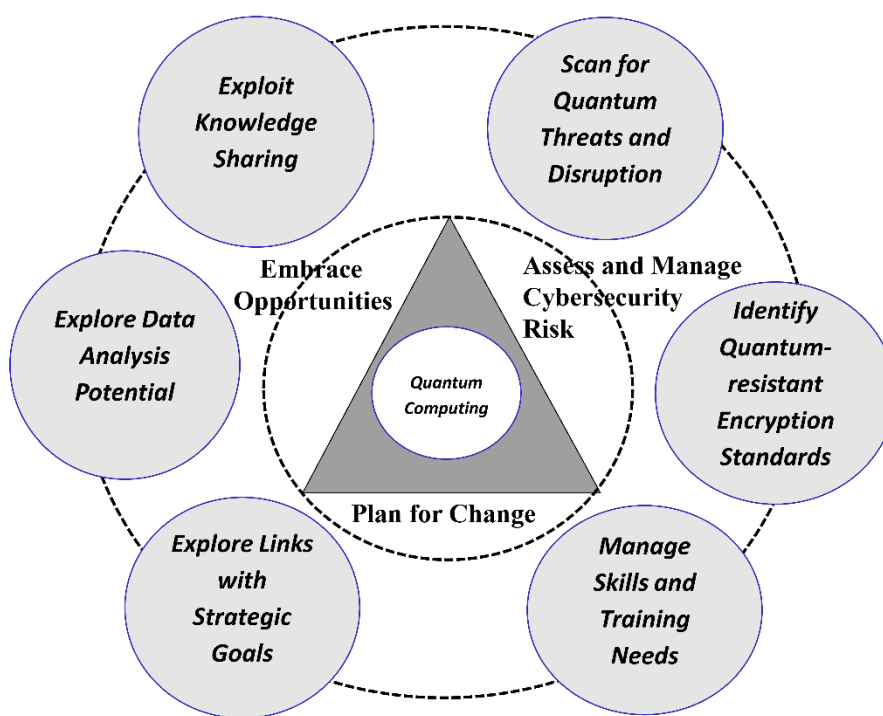 Exploit
Knowledge
Sharing
Scan for
Quantum
Threats and
Disruption
Embrace
Opportunities
Assess and Manage
Cybersecurity
Risk
Explore Data
Analysis
Potential
Quantum
Computing
Identify
Quantum-
resistant
Encryption
Standards
Plan for Change
Explore Links
with
Strategic
Goals
Manage
Skills and
Training
Needs